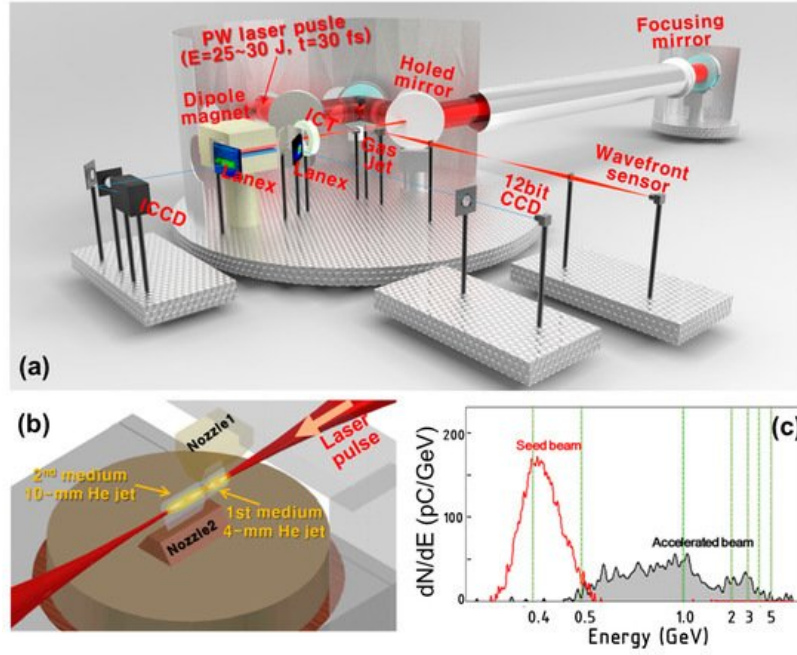 PW laser pusle
(E=25~30 J, t=30 fs)
Focusing
mirror
Holed
mirror
Dipole
magnet
ICT
Gas
jet
Lanex
Lanex
ICCD
12bit
CCD
Wavefront
sensor
(a)
(b)
Nozzle1
Laser
pulse
2nd medium
10-mm He jet
1st medium
4-mm He jet
Nozzle2
(c)
Seed beam
Accelerated beam
dN/dE (pC/GeV)
200
150
100
50
0
0.4 0.5 1.0 2 3 5
Energy (GeV)